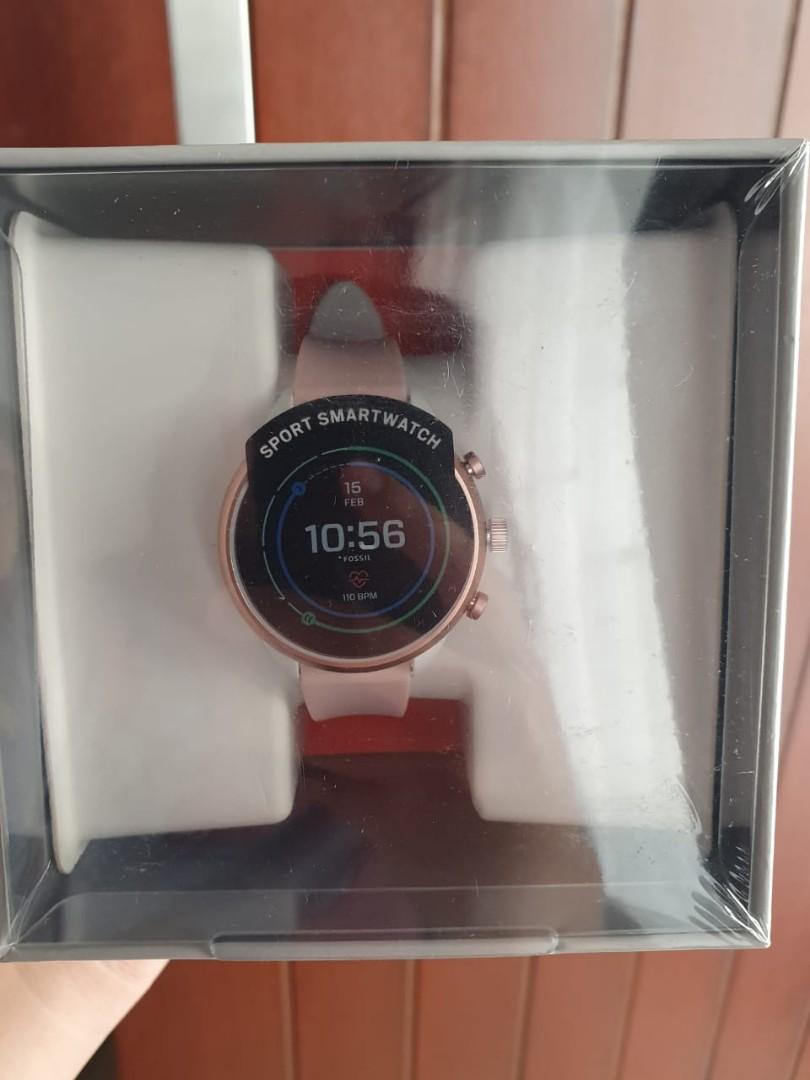 SPORT SMARTWATCH
15
FEB
10:56
FOSSIL
110 BPM